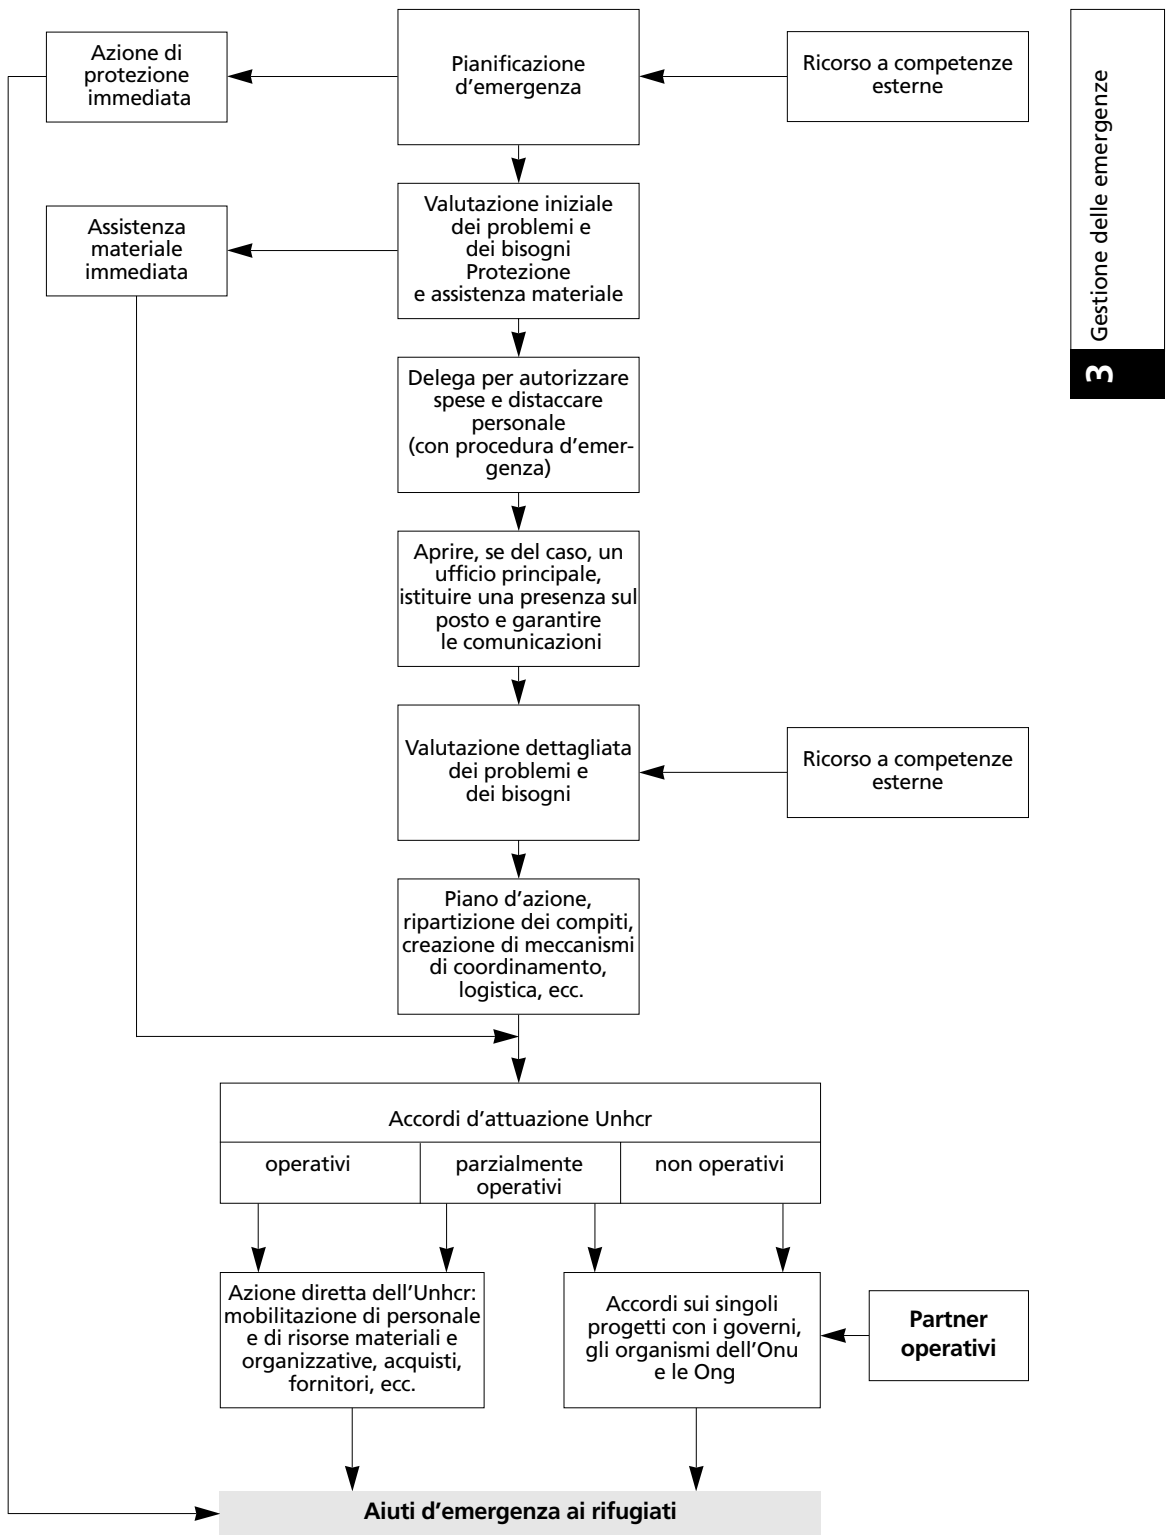 Azione di
protezione
immediata
Pianificazione
d'emergenza
Ricorso a competenze
esterne
Gestione delle emergenze
3
Assistenza
materiale
immediata
Valutazione iniziale
dei problemi e
dei bisogni
Protezione
e assistenza materiale
Delega per autorizzare
spese e distaccare
personale
(con procedura d'emer-
genza)
Aprire, se del caso, un
ufficio principale,
istituire una presenza sul
posto e garantire
le comunicazioni
Valutazione dettagliata
dei problemi e
dei bisogni
Ricorso a competenze
esterne
Piano d'azione,
ripartizione dei compiti,
creazione di meccanismi
di coordinamento,
logistica, ecc.
Accordi d'attuazione Unhcr
operativi
parzialmente
operativi
non operativi
Azione diretta dell'Unhcr:
mobilitazione di personale
e di risorse materiali e
organizzative, acquisti,
fornitori, ecc.
Accordi sui singoli
progetti con i governi,
gli organismi dell'Onu
e le Ong
Partner
operativi
Aiuti d'emergenza ai rifugiati